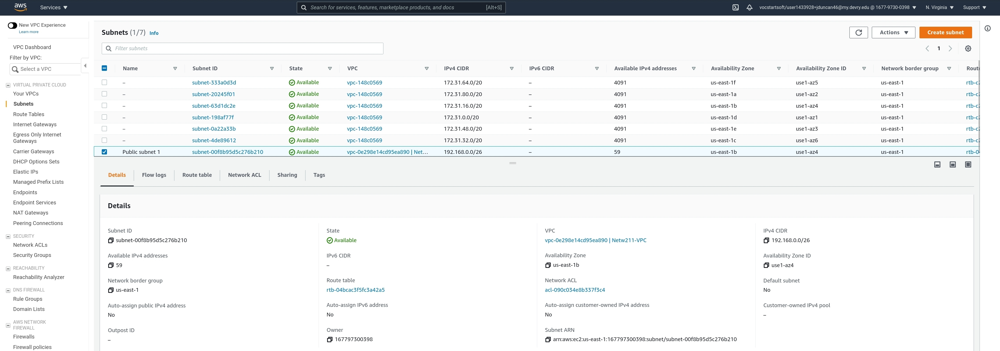 aws Services Search for services, features, marketplace products, and docs [Alt+S] vocstartsoft/user1433928=jduncan46@my.devry.edu @ 1677-9730-0398 N. Virginia Support
New VPC Experience
Learn more
VPC Dashboard
Filter by VPC:
Select a VPC
VIRTUAL PRIVATE CLOUD
Your VPCs
Subnets
Route Tables
Internet Gateways
Egress Only Internet
Gateways
Carrier Gateways
DHCP Options Sets
Elastic IPs
Managed Prefix Lists
Endpoints
Endpoint Services
NAT Gateways
Peering Connections
SECURITY
Network ACLs
Security Groups
REACHABILITY
Reachability Analyzer
DNS FIREWALL
Rule Groups
Domain Lists
AWS NETWORK
FIREWALL
Firewalls
Firewall policies
Subnets (1/7) Info
Actions Create subnet
Filter subnets
1
Name Subnet ID State VPC IPv4 CIDR IPv6 CIDR Available IPv4 addresses Availability Zone Availability Zone ID Network border group Route
– subnet-333a0d3d Available vpc-148c0569 172.31.64.0/20 – 4091 us-east-1f use1-az5 us-east-1 rtb-c2
– subnet-20245f01 Available vpc-148c0569 172.31.80.0/20 – 4091 us-east-1a use1-az2 us-east-1 rtb-c2
– subnet-63d1dc2e Available vpc-148c0569 172.31.16.0/20 – 4091 us-east-1b use1-az4 us-east-1 rtb-c2
– subnet-198af77f Available vpc-148c0569 172.31.0.0/20 – 4091 us-east-1d use1-az1 us-east-1 rtb-c2
– subnet-0a22a33b Available vpc-148c0569 172.31.48.0/20 – 4091 us-east-1e use1-az3 us-east-1 rtb-c2
– subnet-4de89612 Available vpc-148c0569 172.31.32.0/20 – 4091 us-east-1c use1-az6 us-east-1 rtb-c2
Public subnet 1 subnet-00f8b95d5c276b210 Available vpc-0e298e14cd95ea890 | Net... 192.168.0.0/26 – 59 us-east-1b use1-az4 us-east-1 rtb-04
Details Flow logs Route table Network ACL Sharing Tags
Details
Subnet ID State VPC IPv4 CIDR
subnet-00f8b95d5c276b210 Available vpc-0e298e14cd95ea890 | Netw211-VPC 192.168.0.0/26
Available IPv4 addresses IPv6 CIDR Availability Zone Availability Zone ID
59 – us-east-1b use1-az4
Network border group Route table Network ACL Default subnet
us-east-1 rtb-04bcac3f5fc3a42a5 acl-090c034e8b337f3c4 No
Auto-assign public IPv4 address Auto-assign IPv6 address Auto-assign customer-owned IPv4 address Customer-owned IPv4 pool
No No No –
Outpost ID Owner Subnet ARN
– 167797300398 arn:aws:ec2:us-east-1:167797300398:subnet/subnet-00f8b95d5c276b210